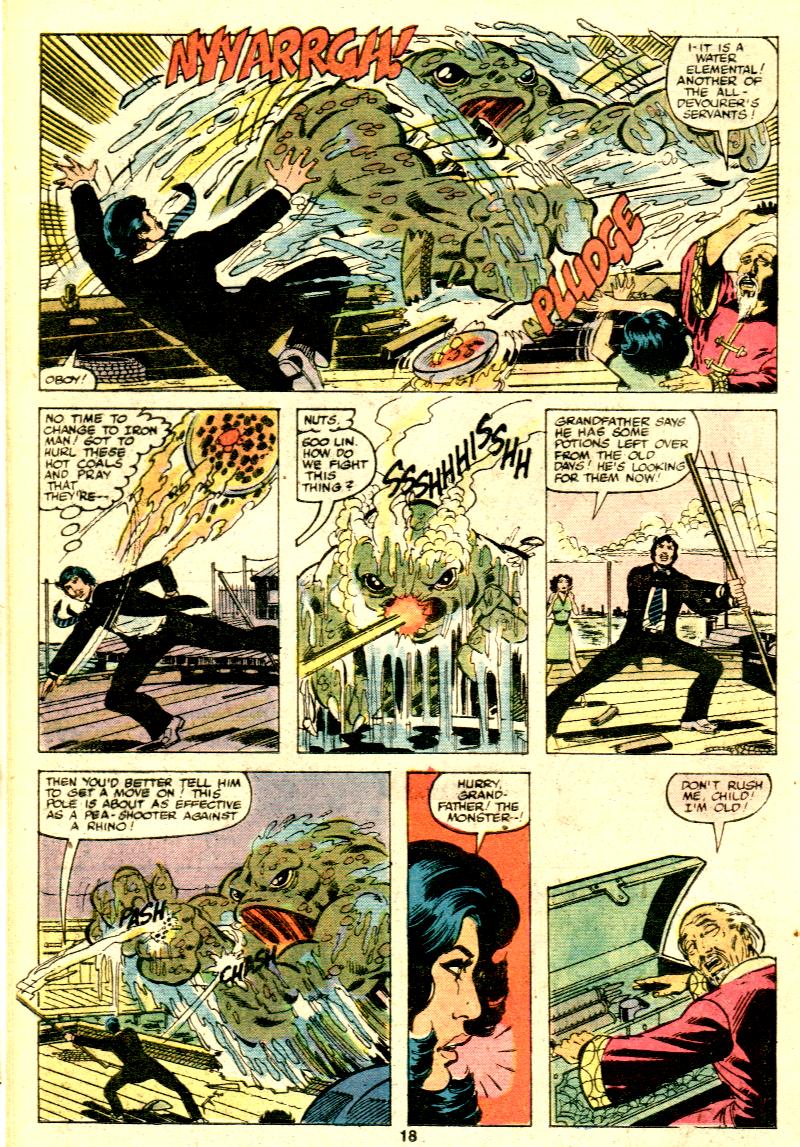 NYYARRGH!
I-IT IS A
WATER
ELEMENTAL!
ANOTHER OF
THE ALL-
DEVOURER'S
SERVANTS!
PLUDGE
OBOY!
NO TIME TO
CHANGE TO IRON
MAN! GOT TO
HURL THESE
HOT COALS
AND PRAY
THAT
THEY'RE--
NUTS.
SOO LIN.
HOW DO
WE FIGHT
THIS
THING?
SSSHHHISSHH
GRANDFATHER SAYS
HE HAS SOME
POTIONS LEFT OVER
FROM THE OLD
DAYS! HE'S LOOKING
FOR THEM NOW!
THEN YOU'D BETTER TELL HIM
TO GET A MOVE ON! THIS
POLE IS ABOUT AS EFFECTIVE
AS A PEA-SHOOTER AGAINST
A RHINO!
PASH
CHASH
HURRY,
GRAND-
FATHER! THE
MONSTER--!
DON'T RUSH
ME, CHILD!
I'M OLD!
18